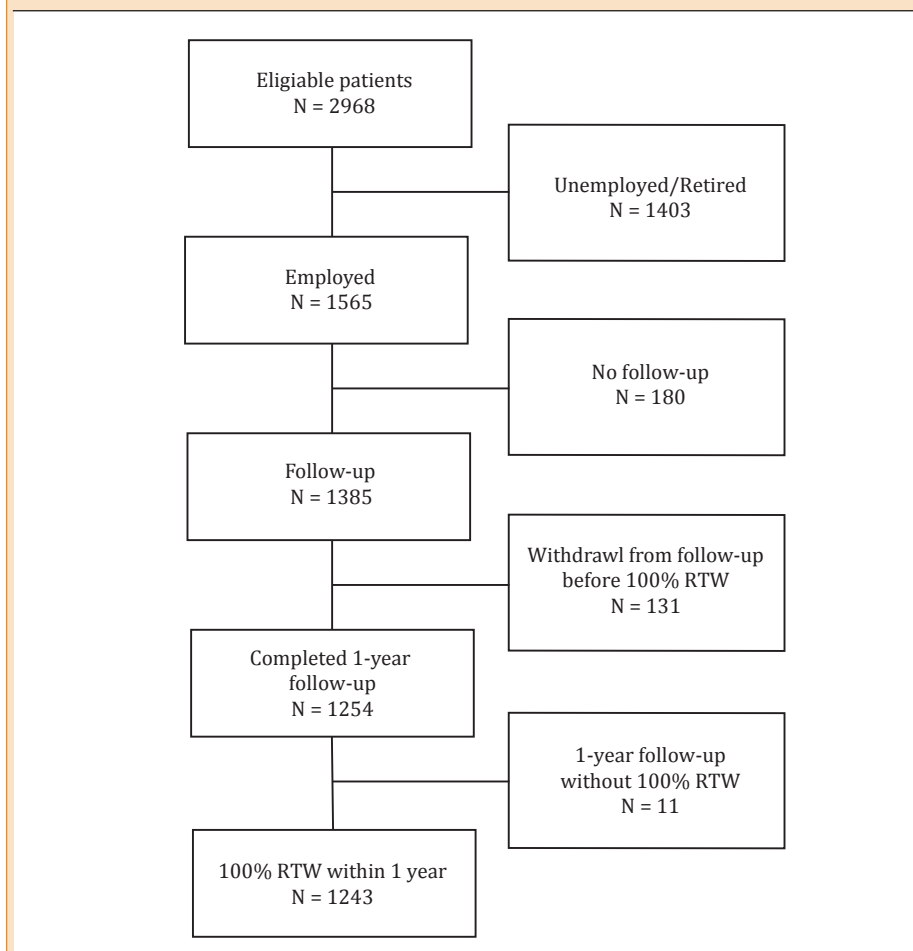 Eligiable patients
N = 2968
Unemployed/Retired
N = 1403
Employed
N = 1565
No follow-up
N = 180
Follow-up
N = 1385
Withdrawl from follow-up
before 100% RTW
N = 131
Completed 1-year
follow-up
N = 1254
1-year follow-up
without 100% RTW
N = 11
100% RTW within 1 year
N = 1243